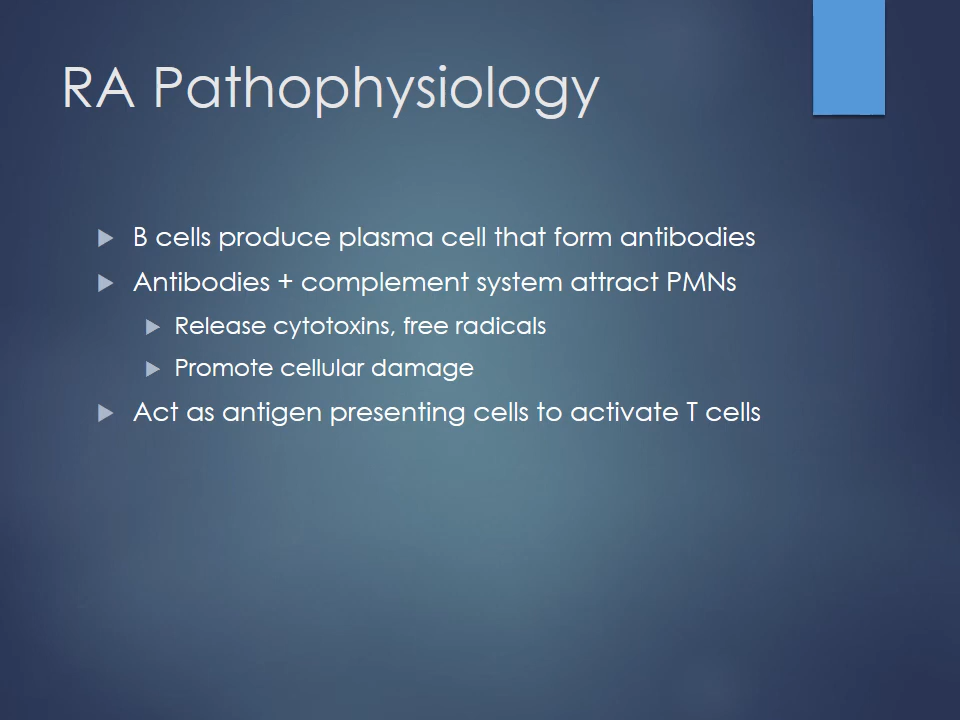 RA Pathophysiology
B cells produce plasma cell that form antibodies
Antibodies + complement system attract PMNs
Release cytotoxins, free radicals
Promote cellular damage
Act as antigen presenting cells to activate T cells